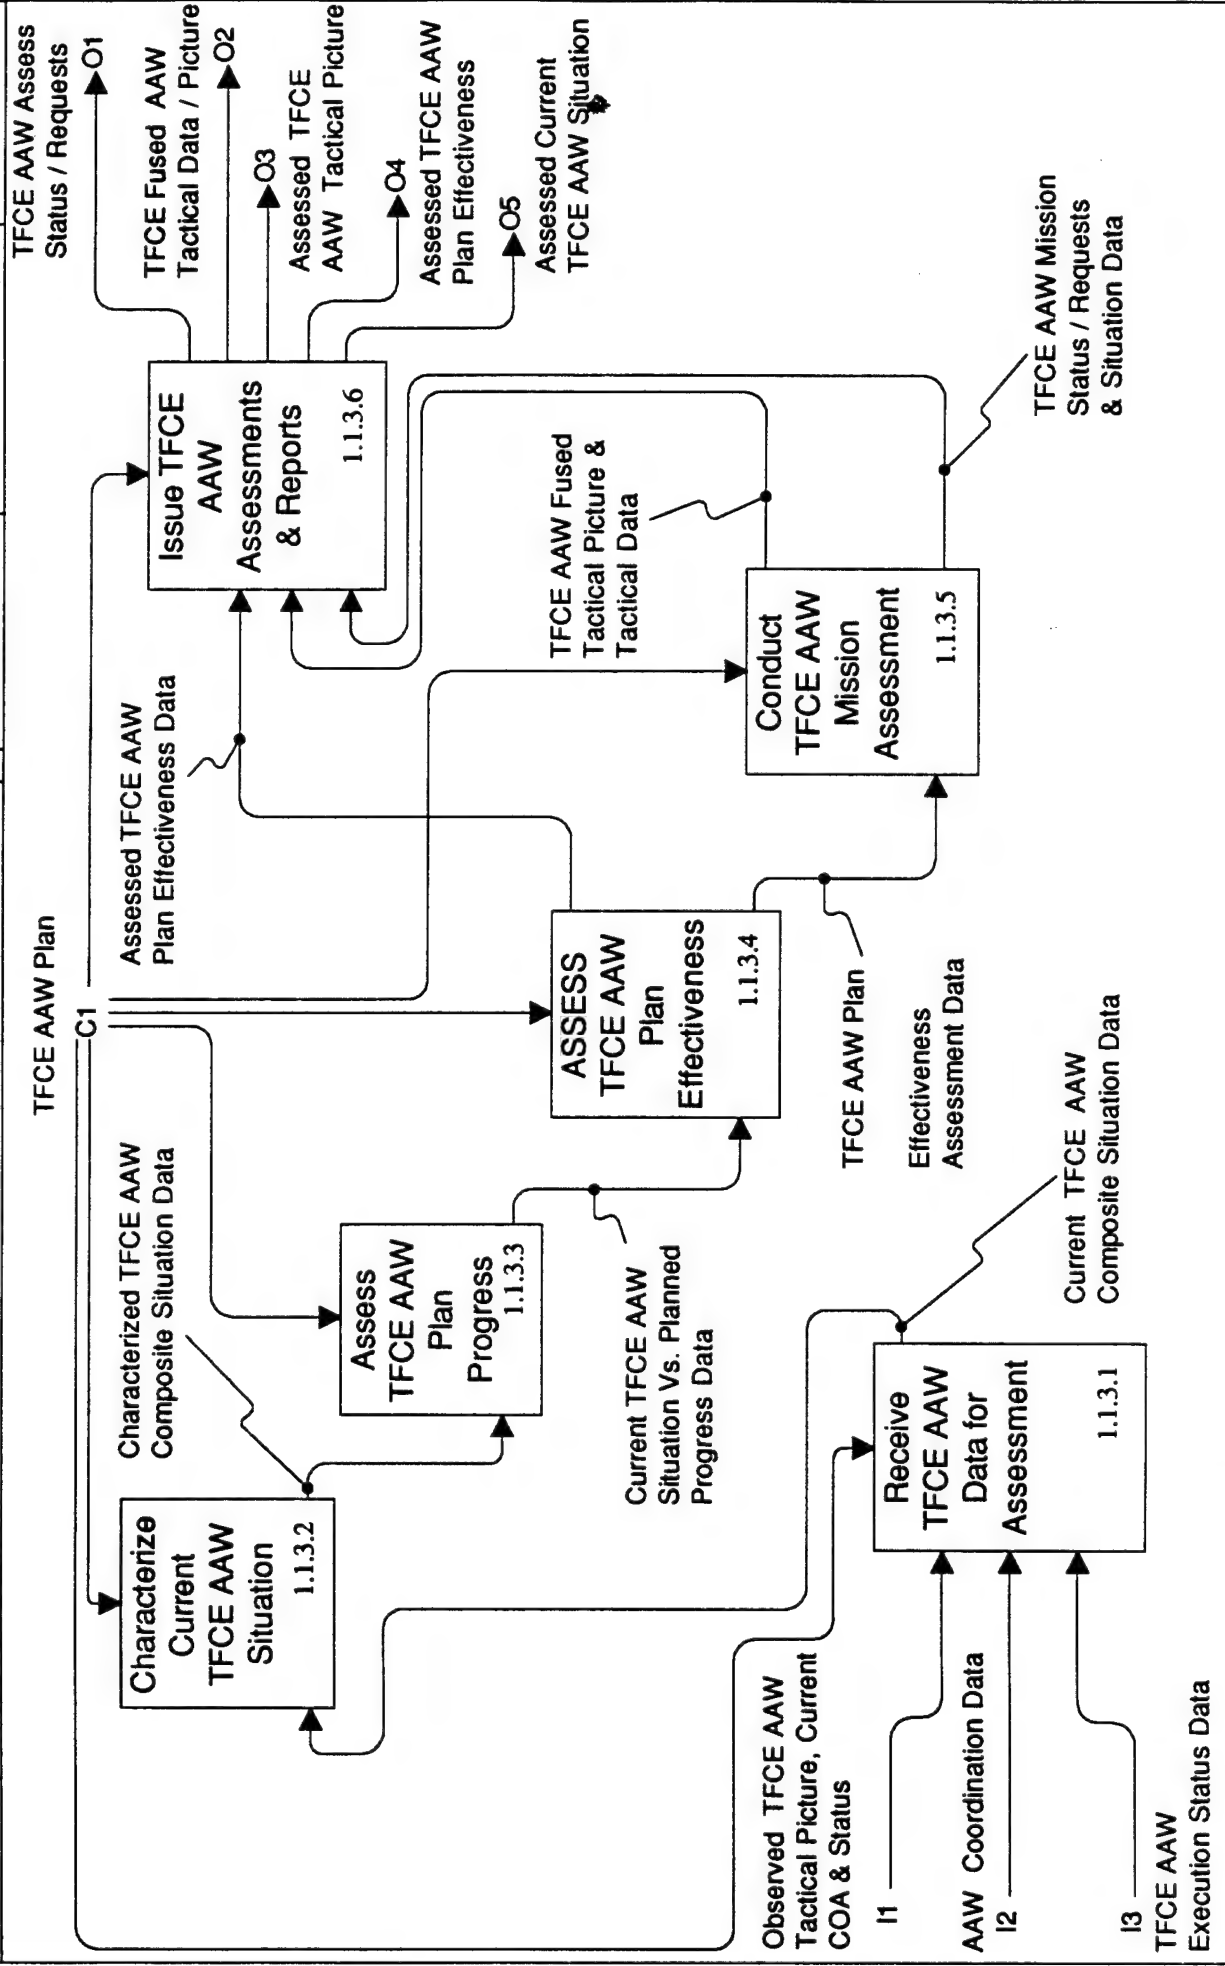 TFCE AAW Plan
C1
TFCE AAW Assess
Status / Requests
O1
TFCE Fused AAW
Tactical Data / Picture
O2
O3
Assessed TFCE
AAW Tactical Picture
O4
Assessed TFCE AAW
Plan Effectiveness
O5
Assessed Current
TFCE AAW Situation
Characterize
Current
TFCE AAW
Situation
1.1.3.2
Characterized TFCE AAW
Composite Situation Data
Assess
TFCE AAW
Plan
Progress
1.1.3.3
Current TFCE AAW
Situation Vs. Planned
Progress Data
Assessed TFCE AAW
Plan Effectiveness Data
ASSESS
TFCE AAW
Plan
Effectiveness
1.1.3.4
TFCE AAW Plan
Effectiveness
Assessment Data
Issue TFCE
AAW
Assessments
& Reports
1.1.3.6
TFCE AAW Fused
Tactical Picture &
Tactical Data
Conduct
TFCE AAW
Mission
Assessment
1.1.3.5
TFCE AAW Mission
Status / Requests
& Situation Data
Observed TFCE AAW
Tactical Picture, Current
COA & Status
I1
AAW Coordination Data
I2
I3
TFCE AAW
Execution Status Data
Receive
TFCE AAW
Data for
Assessment
1.1.3.1
Current TFCE AAW
Composite Situation Data